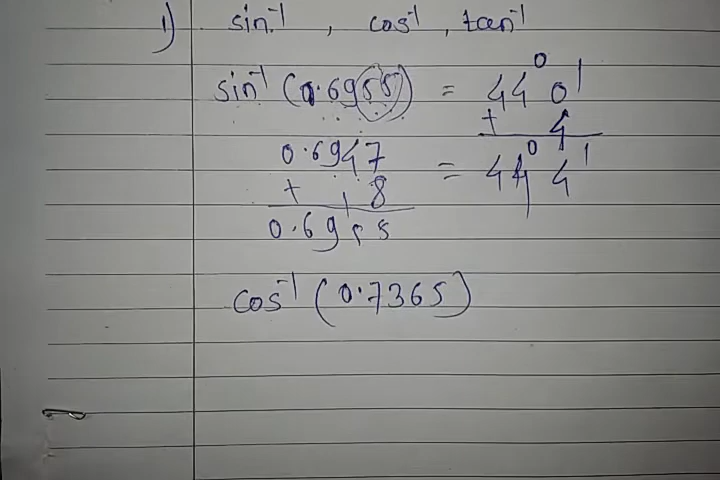 1) sin⁻¹ , cos⁻¹ , tan⁻¹
sin⁻¹ (0.6955) = 44° 0'
+ 4
0.6947 = 44° 4'
+ 8
0.6955
cos⁻¹ (0.7365)